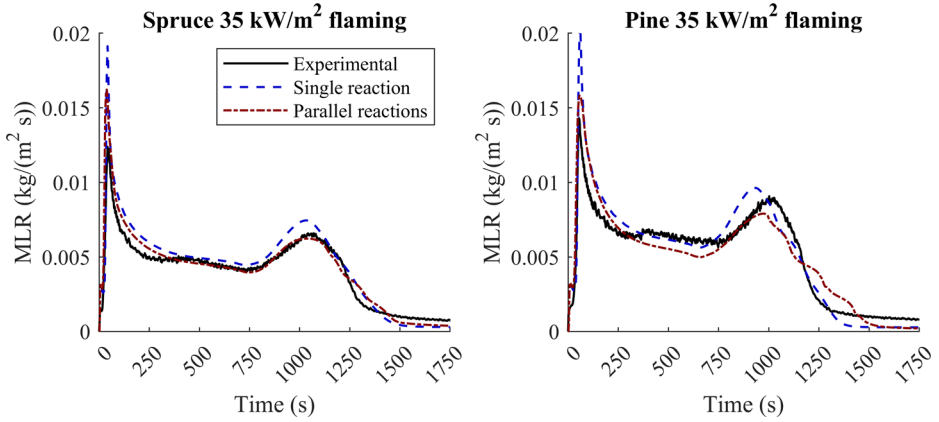 Spruce 35 kW/m² flaming
MLR (kg/(m² s))
0.02
0.015
0.01
0.005
0
Experimental
Single reaction
Parallel reactions
0 250 500 750 1000 1250 1500 1750
Time (s)
Pine 35 kW/m² flaming
MLR (kg/(m² s))
0.02
0.015
0.01
0.005
0
0 250 500 750 1000 1250 1500 1750
Time (s)